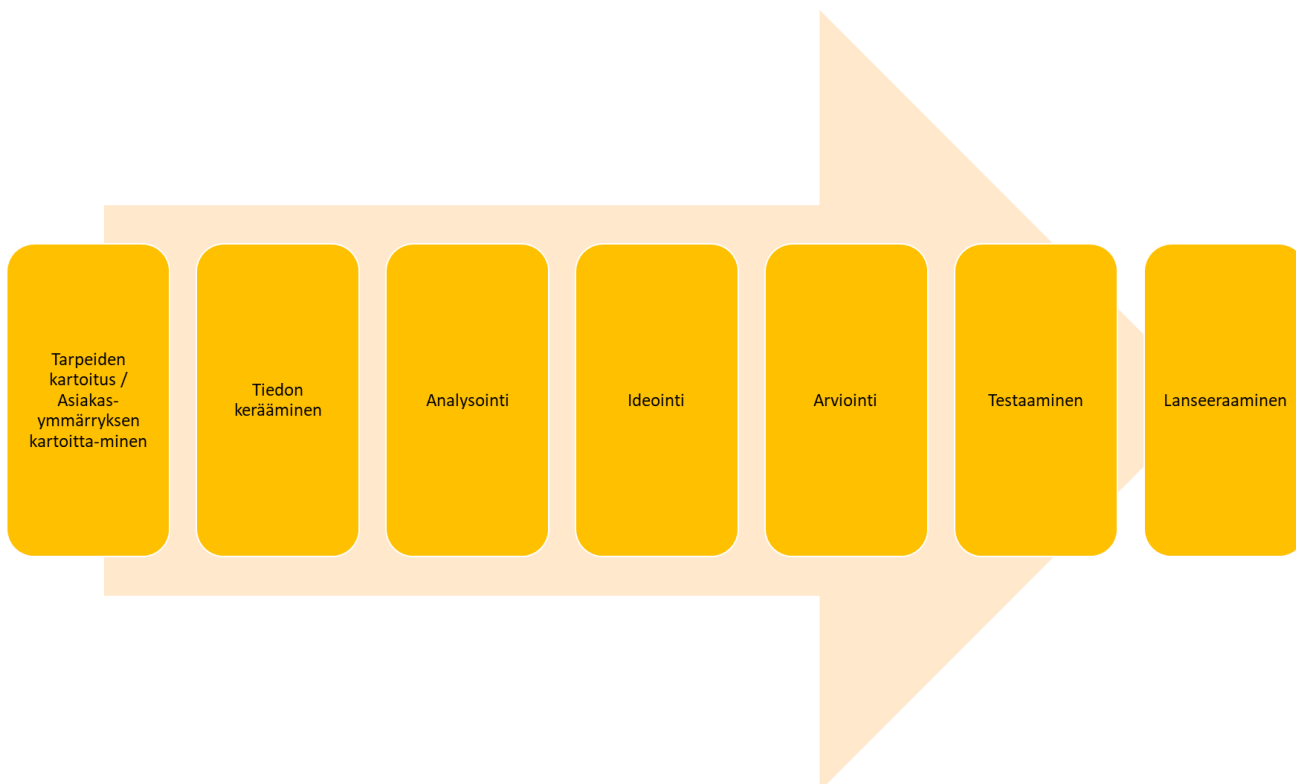 Tarpeiden
kartoitus /
Asiakas-
ymmärryksen
kartoitta-minen
Tiedon
kerääminen
Analysointi
Ideointi
Arviointi
Testaaminen
Lanseeraaminen